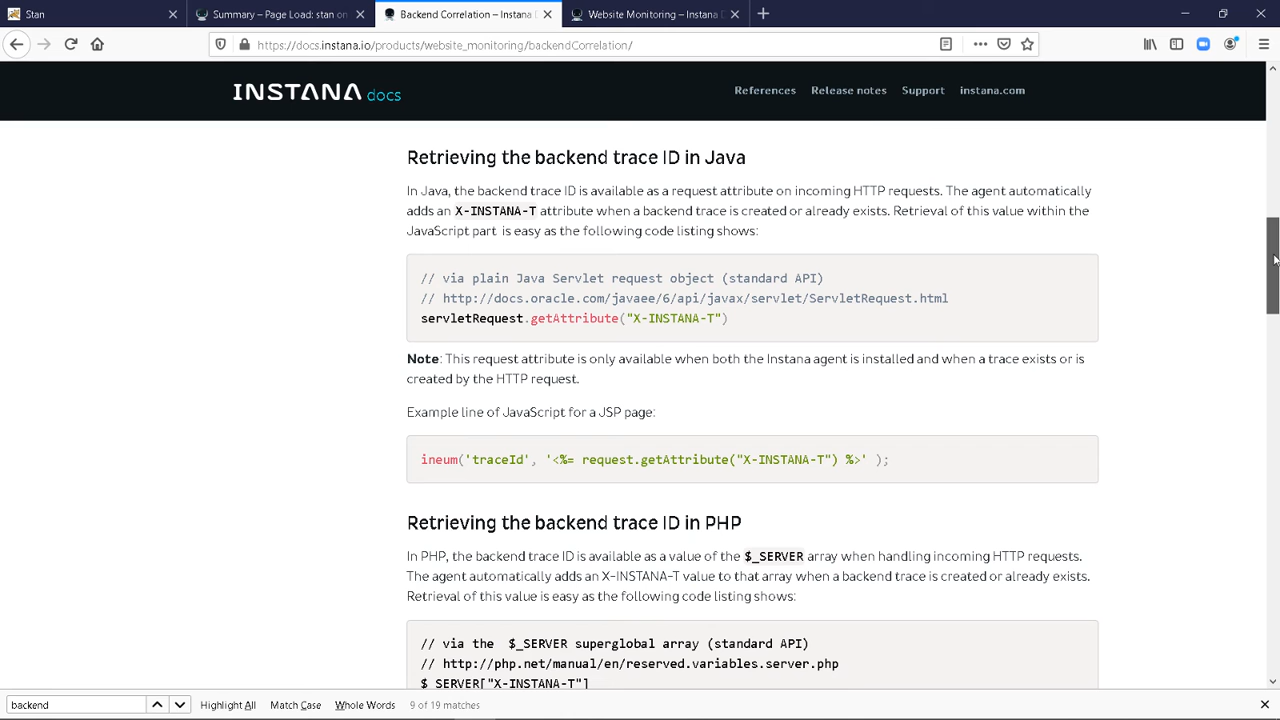 Stan
Summary – Page Load: stan on
Backend Correlation – Instana
Website Monitoring – Instana D
https://docs.instana.io/products/website_monitoring/backendCorrelation/
INSTANA docs
References
Release notes
Support
instana.com
Retrieving the backend trace ID in Java
In Java, the backend trace ID is available as a request attribute on incoming HTTP requests. The agent automatically
adds an X-INSTANA-T attribute when a backend trace is created or already exists. Retrieval of this value within the
JavaScript part is easy as the following code listing shows:
// via plain Java Servlet request object (standard API)
// http://docs.oracle.com/javaee/6/api/javax/servlet/ServletRequest.html
servletRequest.getAttribute("X-INSTANA-T")
Note: This request attribute is only available when both the Instana agent is installed and when a trace exists or is
created by the HTTP request.
Example line of JavaScript for a JSP page:
ineum('traceId', '<%= request.getAttribute("X-INSTANA-T") %>' );
Retrieving the backend trace ID in PHP
In PHP, the backend trace ID is available as a value of the $_SERVER array when handling incoming HTTP requests.
The agent automatically adds an X-INSTANA-T value to that array when a backend trace is created or already exists.
Retrieval of this value is easy as the following code listing shows:
// via the $_SERVER superglobal array (standard API)
// http://php.net/manual/en/reserved.variables.server.php
$_SERVER["X-INSTANA-T"]
backend
Highlight All
Match Case
Whole Words
9 of 19 matches